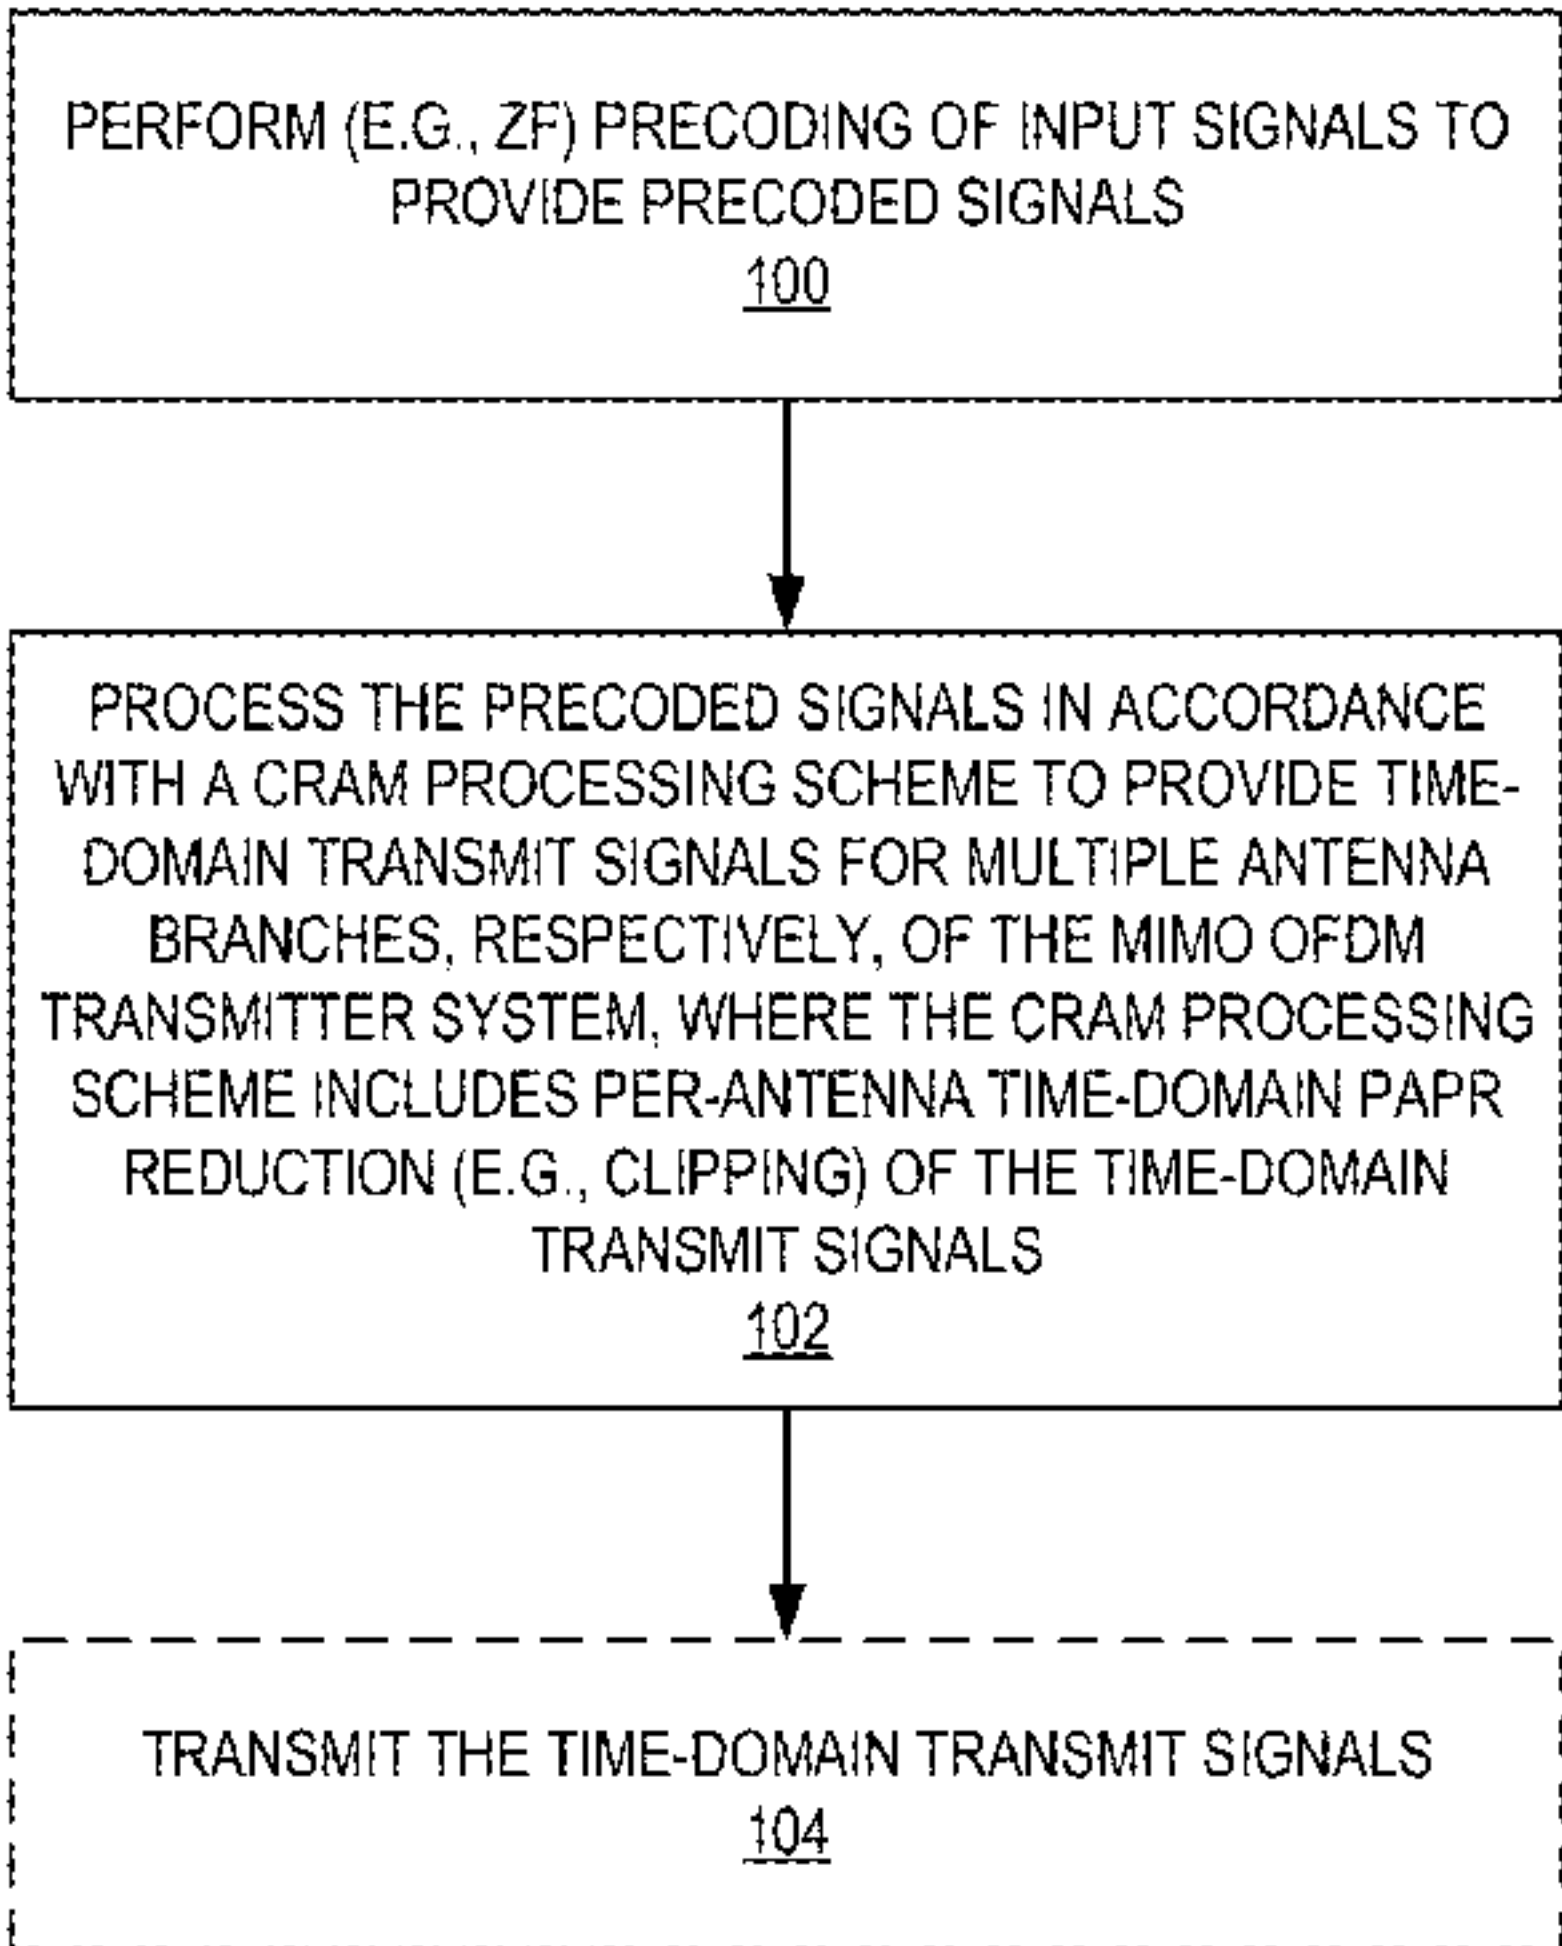 PERFORM (E.G., ZF) PRECODING OF INPUT SIGNALS TO
PROVIDE PRECODED SIGNALS
100
PROCESS THE PRECODED SIGNALS IN ACCORDANCE
WITH A CRAM PROCESSING SCHEME TO PROVIDE TIME-
DOMAIN TRANSMIT SIGNALS FOR MULTIPLE ANTENNA
BRANCHES, RESPECTIVELY, OF THE MIMO OFDM
TRANSMITTER SYSTEM, WHERE THE CRAM PROCESSING
SCHEME INCLUDES PER-ANTENNA TIME-DOMAIN PAPR
REDUCTION (E.G., CLIPPING) OF THE TIME-DOMAIN
TRANSMIT SIGNALS
102
TRANSMIT THE TIME-DOMAIN TRANSMIT SIGNALS
104